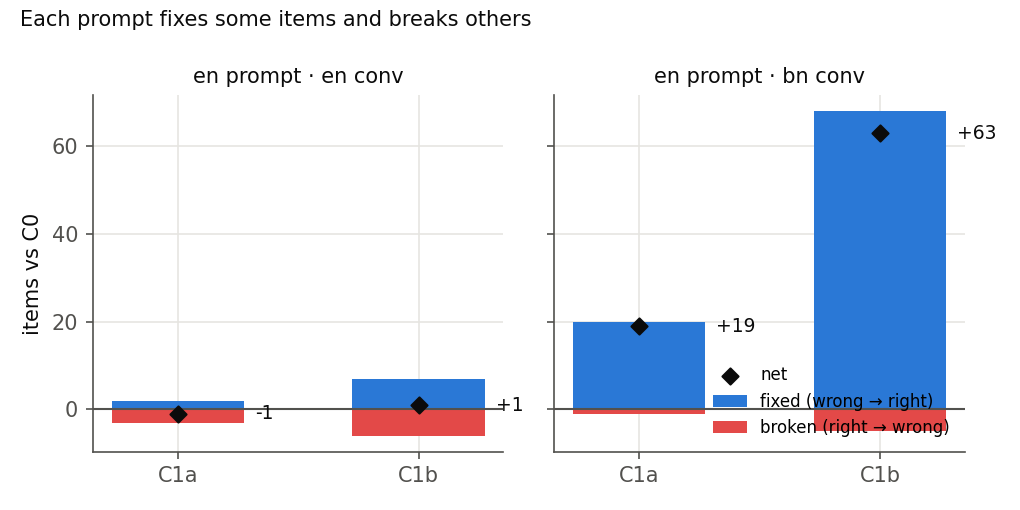 Each prompt fixes some items and breaks others
en prompt · en conv
en prompt · bn conv
items vs C0
60
40
20
0
-1
+1
+19
+63
net
fixed (wrong → right)
broken (right → wrong)
C1a
C1b
C1a
C1b